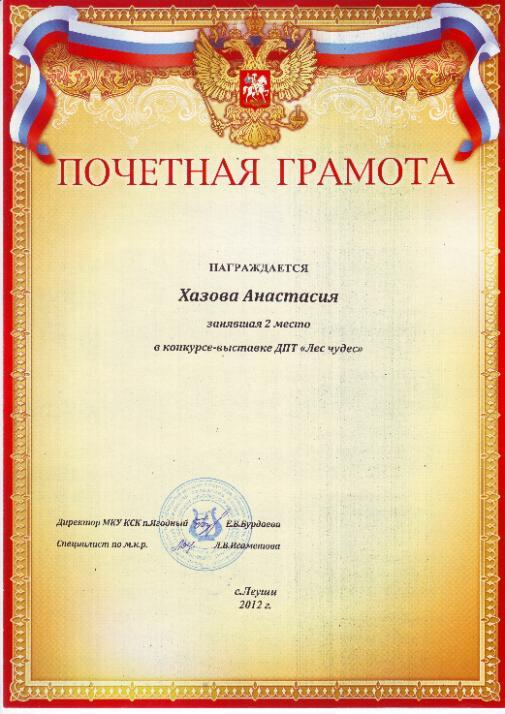 ПОЧЕТНАЯ ГРАМОТА
НАГРАЖДАЕТСЯ
Хазова Анастасия
занявшая 2 место
в конкурсе-выставке ДПТ «Лес чудес»
Директор МКУ КСК п.Ягодный Е.В.Бурдаева
Специалист по м.к.р. Л.В.Исаметова
с.Леуши
2012 г.